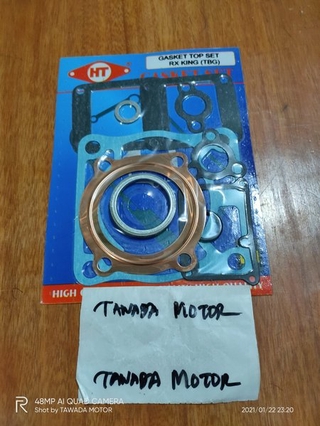 HT
GASKET TOP SET
RX KING (TBG)
HIGH
TAWADA MOTOR
TAWADA MOTOR
48MP AI QUAD CAMERA
Shot by TAWADA MOTOR
2021/01/22 23:20